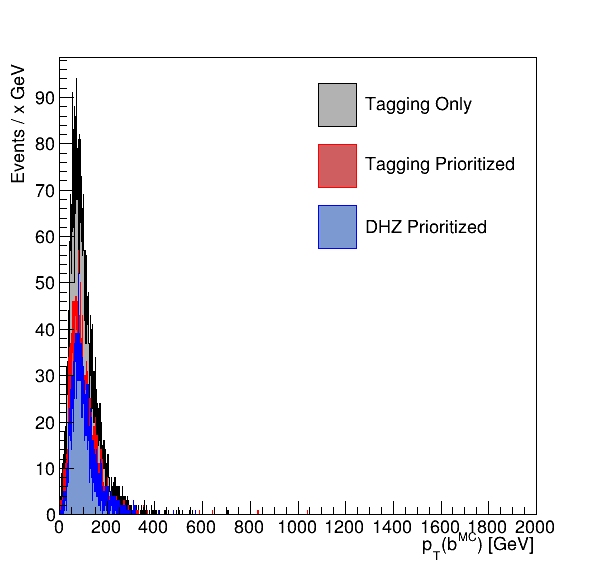 Events / x GeV
90
80
70
60
50
40
30
20
10
0
Tagging Only
Tagging Prioritized
DHZ Prioritized
0 200 400 600 800 1000 1200 1400 1600 1800 2000
p_T(b^MC) [GeV]